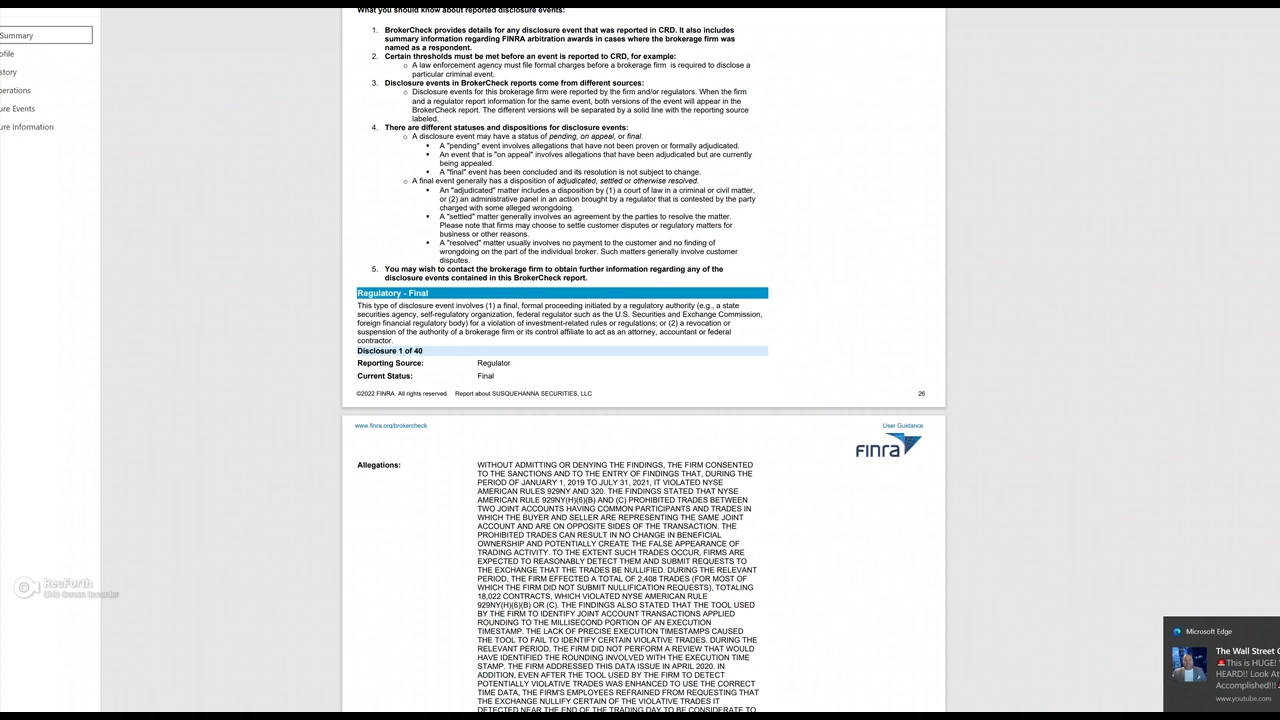 What you should know about reported disclosure events:
Summary
ofile
story
perations
ure Events
ure Information
1. BrokerCheck provides details for any disclosure event that was reported in CRD. It also includes
summary information regarding FINRA arbitration awards in cases where the brokerage firm was
named as a respondent.
2. Certain thresholds must be met before an event is reported to CRD, for example:
o A law enforcement agency must file formal charges before a brokerage firm is required to disclose a
particular criminal event.
3. Disclosure events in BrokerCheck reports come from different sources:
o Disclosure events for this brokerage firm were reported by the firm and/or regulators. When the firm
and a regulator report information for the same event, both versions of the event will appear in the
BrokerCheck report. The different versions will be separated by a solid line with the reporting source
labeled.
4. There are different statuses and dispositions for disclosure events:
o A disclosure event may have a status of pending, on appeal, or final.
▪ A "pending" event involves allegations that have not been proven or formally adjudicated.
▪ An event that is "on appeal" involves allegations that have been adjudicated but are currently
being appealed.
▪ A "final" event has been concluded and its resolution is not subject to change.
o A final event generally has a disposition of adjudicated, settled or otherwise resolved.
▪ An "adjudicated" matter includes a disposition by (1) a court of law in a criminal or civil matter,
or (2) an administrative panel in an action brought by a regulator that is contested by the party
charged with some alleged wrongdoing.
▪ A "settled" matter generally involves an agreement by the parties to resolve the matter.
Please note that firms may choose to settle customer disputes or regulatory matters for
business or other reasons.
▪ A "resolved" matter usually involves no payment to the customer and no finding of
wrongdoing on the part of the individual broker. Such matters generally involve customer
disputes.
5. You may wish to contact the brokerage firm to obtain further information regarding any of the
disclosure events contained in this BrokerCheck report.
Regulatory - Final
This type of disclosure event involves (1) a final, formal proceeding initiated by a regulatory authority (e.g., a state
securities agency, self-regulatory organization, federal regulator such as the U.S. Securities and Exchange Commission,
foreign financial regulatory body) for a violation of investment-related rules or regulations; or (2) a revocation or
suspension of the authority of a brokerage firm or its control affiliate to act as an attorney, accountant or federal
contractor.
Disclosure 1 of 40
Reporting Source: Regulator
Current Status: Final
©2022 FINRA. All rights reserved. Report about SUSQUEHANNA SECURITIES, LLC 26
www.finra.org/brokercheck User Guidance
Finra
Allegations: WITHOUT ADMITTING OR DENYING THE FINDINGS, THE FIRM CONSENTED
TO THE SANCTIONS AND TO THE ENTRY OF FINDINGS THAT, DURING THE
PERIOD OF JANUARY 1, 2019 TO JULY 31, 2021, IT VIOLATED NYSE
AMERICAN RULES 929NY AND 320. THE FINDINGS STATED THAT NYSE
AMERICAN RULE 929NY(H)(6)(B) AND (C) PROHIBITED TRADES BETWEEN
TWO JOINT ACCOUNTS HAVING COMMON PARTICIPANTS AND TRADES IN
WHICH THE BUYER AND SELLER ARE REPRESENTING THE SAME JOINT
ACCOUNT AND ARE ON OPPOSITE SIDES OF THE TRANSACTION. THE
PROHIBITED TRADES CAN RESULT IN NO CHANGE IN BENEFICIAL
OWNERSHIP AND POTENTIALLY CREATE THE FALSE APPEARANCE OF
TRADING ACTIVITY. TO THE EXTENT SUCH TRADES OCCUR, FIRMS ARE
EXPECTED TO REASONABLY DETECT THEM AND SUBMIT REQUESTS TO
THE EXCHANGE THAT THE TRADES BE NULLIFIED. DURING THE RELEVANT
PERIOD, THE FIRM EFFECTED A TOTAL OF 2,408 TRADES (FOR MOST OF
WHICH THE FIRM DID NOT SUBMIT NULLIFICATION REQUESTS), TOTALING
18,022 CONTRACTS, WHICH VIOLATED NYSE AMERICAN RULE
929NY(H)(6)(B) OR (C). THE FINDINGS ALSO STATED THAT THE TOOL USED
BY THE FIRM TO IDENTIFY JOINT ACCOUNT TRANSACTIONS APPLIED
ROUNDING TO THE MILLISECOND PORTION OF AN EXECUTION
TIMESTAMP. THE LACK OF PRECISE EXECUTION TIMESTAMPS CAUSED
THE TOOL TO FAIL TO IDENTIFY CERTAIN VIOLATIVE TRADES. DURING THE
RELEVANT PERIOD, THE FIRM DID NOT PERFORM A REVIEW THAT WOULD
HAVE IDENTIFIED THE ROUNDING INVOLVED WITH THE EXECUTION TIME
STAMP. THE FIRM ADDRESSED THIS DATA ISSUE IN APRIL 2020. IN
ADDITION, EVEN AFTER THE TOOL USED BY THE FIRM TO DETECT
POTENTIALLY VIOLATIVE TRADES WAS ENHANCED TO USE THE CORRECT
TIME DATA, THE FIRM'S EMPLOYEES REFRAINED FROM REQUESTING THAT
THE EXCHANGE NULLIFY CERTAIN OF THE VIOLATIVE TRADES IT
DETECTED NEAR THE END OF THE TRADING DAY TO BE CONSIDERATE TO
RecForth
Screen Recorder
Microsoft Edge
The Wall Street
This is HUGE!
HEARD!! Look At
Accomplished!!!
www.youtube.com